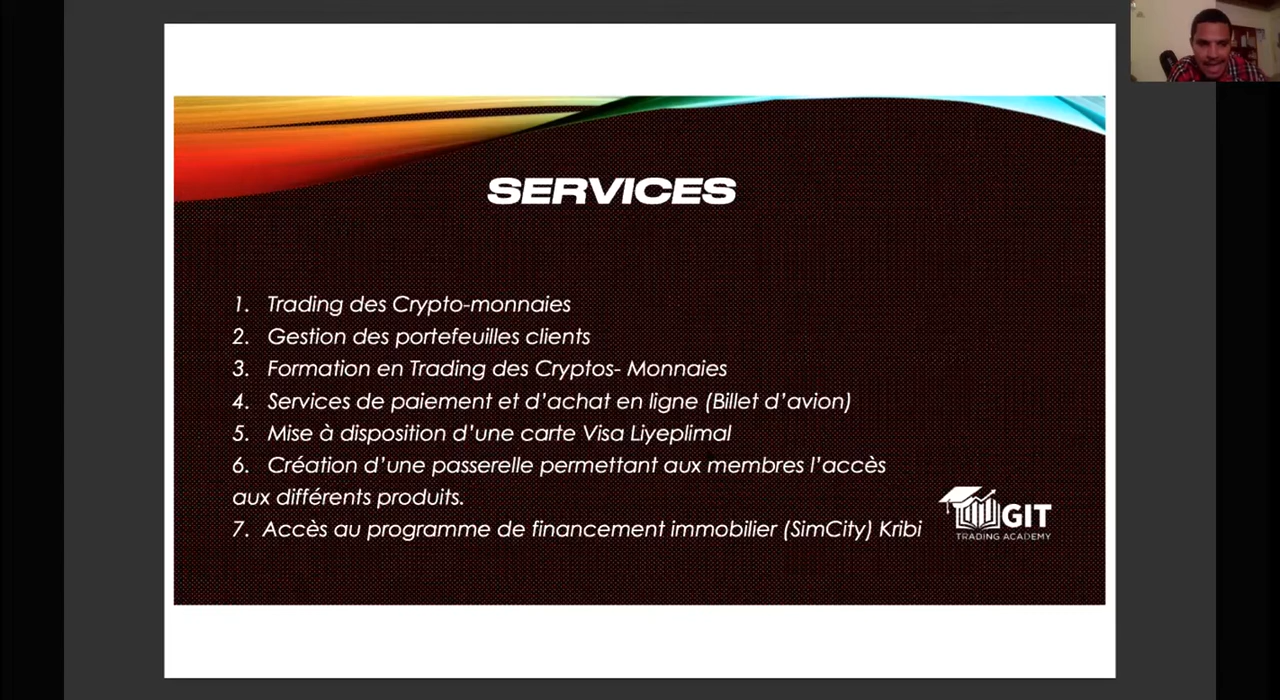 SERVICES
1. Trading des Crypto-monnaies
2. Gestion des portefeuilles clients
3. Formation en Trading des Cryptos- Monnaies
4. Services de paiement et d'achat en ligne (Billet d'avion)
5. Mise à disposition d'une carte Visa Liyeplimal
6. Création d'une passerelle permettant aux membres l'accès
aux différents produits.
7. Accès au programme de financement immobilier (SimCity) Kribi
GIT
TRADING ACADEMY